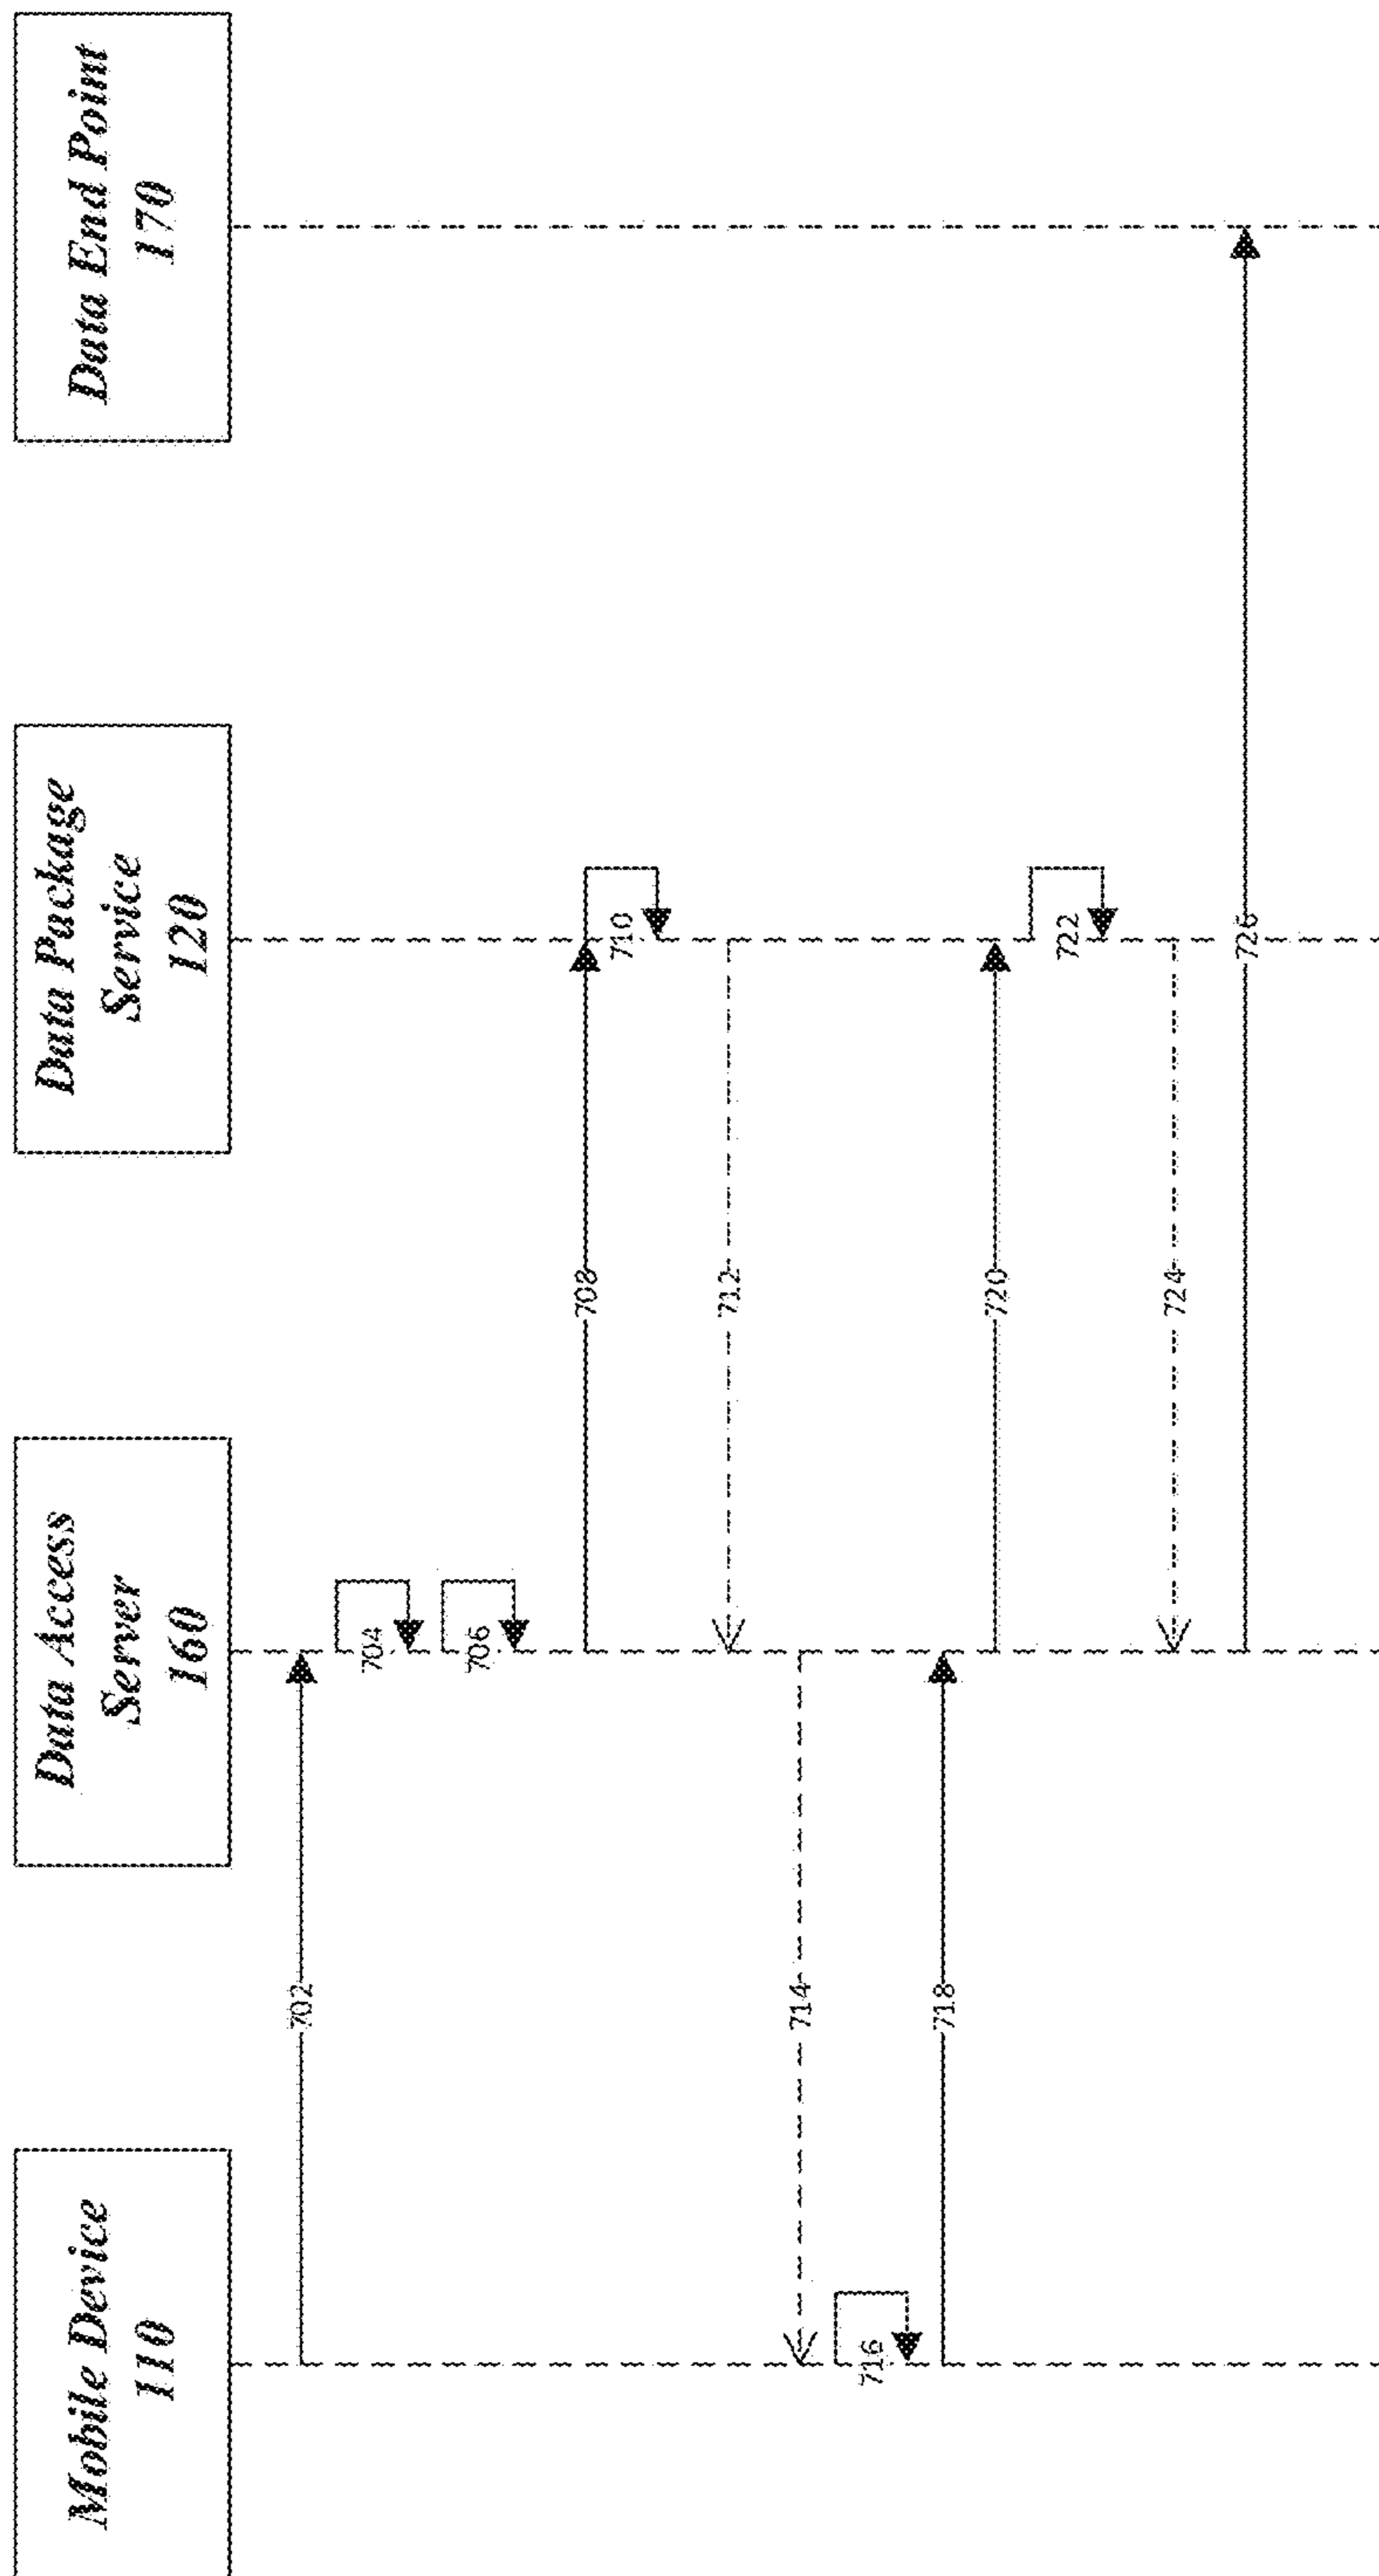 Mobile Device
110
Data Access
Server
160
Data Package
Service
120
Data End Point
170
702
704
706
708
710
712
714
716
718
720
722
724
726